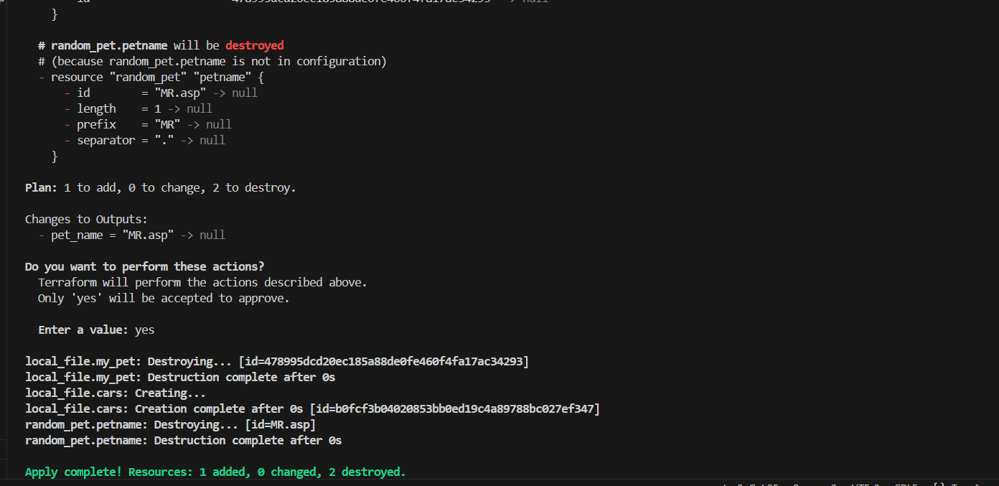 }
# random_pet.petname will be destroyed
# (because random_pet.petname is not in configuration)
- resource "random_pet" "petname" {
- id        = "MR.asp" -> null
- length    = 1 -> null
- prefix    = "MR" -> null
- separator = "." -> null
}
Plan: 1 to add, 0 to change, 2 to destroy.
Changes to Outputs:
- pet_name = "MR.asp" -> null
Do you want to perform these actions?
Terraform will perform the actions described above.
Only 'yes' will be accepted to approve.
Enter a value: yes
local_file.my_pet: Destroying... [id=478995dcd20ec185a88de0fe460f4fa17ac34293]
local_file.my_pet: Destruction complete after 0s
local_file.cars: Creating...
local_file.cars: Creation complete after 0s [id=b0fcf3b04020853bb0ed19c4a89788bc027ef347]
random_pet.petname: Destroying... [id=MR.asp]
random_pet.petname: Destruction complete after 0s
Apply complete! Resources: 1 added, 0 changed, 2 destroyed.